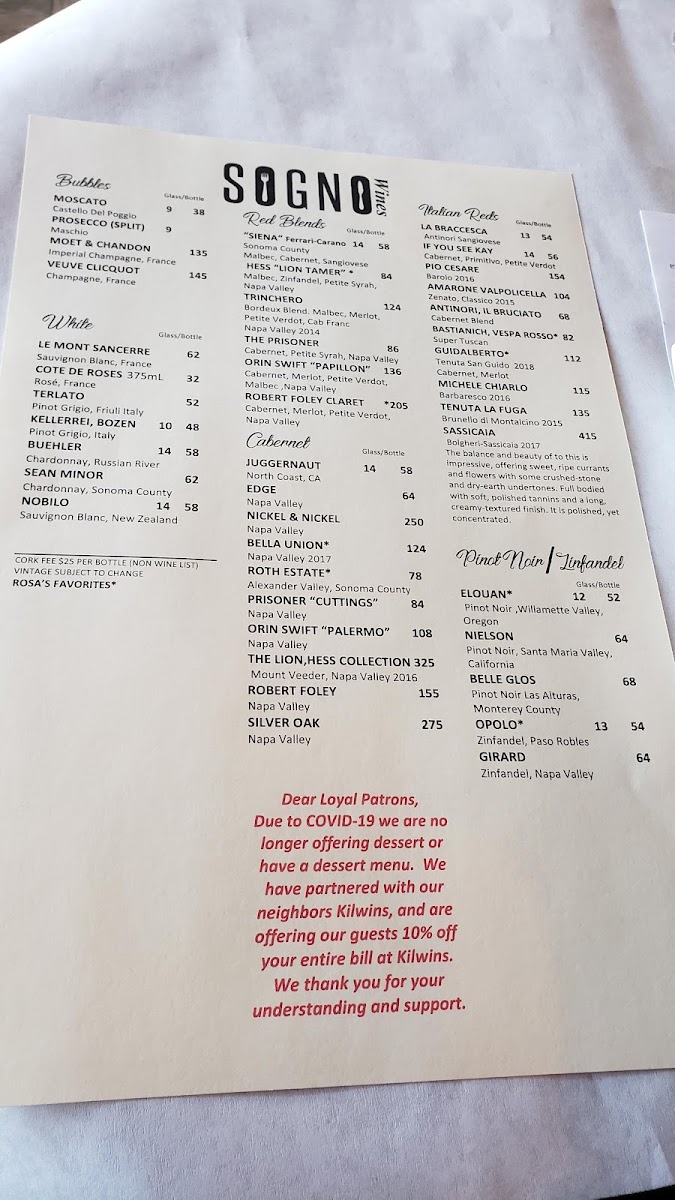 SOGNO
Wines
Bubbles
Glass/Bottle
MOSCATO 9 38
Castello Del Poggio
PROSECCO (SPLIT) 9
Maschio
MOET & CHANDON 135
Imperial Champagne, France
VEUVE CLICQUOT 145
Champagne, France
White
Glass/Bottle
LE MONT SANCERRE 62
Sauvignon Blanc, France
COTE DE ROSES 375mL 32
Rosé, France
TERLATO 52
Pinot Grigio, Friuli Italy
KELLERREI, BOZEN 10 48
Pinot Grigio, Italy
BUEHLER 14 58
Chardonnay, Russian River
SEAN MINOR 62
Chardonnay, Sonoma County
NOBILO 14 58
Sauvignon Blanc, New Zealand
CORK FEE $25 PER BOTTLE (NON WINE LIST)
VINTAGE SUBJECT TO CHANGE
ROSA'S FAVORITES*
Red Blends
Glass/Bottle
"SIENA" Ferrari-Carano 14 58
Sonoma County
Malbec, Cabernet, Sangiovese
HESS "LION TAMER" * 84
Malbec, Zinfandel, Petite Syrah,
Napa Valley
TRINCHERO 124
Bordeux Blend. Malbec, Merlot,
Petite Verdot, Cab Franc
Napa Valley 2014
THE PRISONER 86
Cabernet, Petite Syrah, Napa Valley
ORIN SWIFT "PAPILLON" 136
Cabernet, Merlot, Petite Verdot,
Malbec ,Napa Valley
ROBERT FOLEY CLARET *205
Cabernet, Merlot, Petite Verdot,
Napa Valley
Cabernet
Glass/Bottle
JUGGERNAUT 14 58
North Coast, CA
EDGE 64
Napa Valley
NICKEL & NICKEL 250
Napa Valley
BELLA UNION* 124
Napa Valley 2017
ROTH ESTATE* 78
Alexander Valley, Sonoma County
PRISONER "CUTTINGS" 84
Napa Valley
ORIN SWIFT "PALERMO" 108
Napa Valley
THE LION,HESS COLLECTION 325
Mount Veeder, Napa Valley 2016
ROBERT FOLEY 155
Napa Valley
SILVER OAK 275
Napa Valley
Italian Reds
Glass/Bottle
LA BRACCESCA 13 54
Antinori Sangiovese
IF YOU SEE KAY 14 56
Cabernet, Primitivo, Petite Verdot
PIO CESARE 154
Barolo 2016
AMARONE VALPOLICELLA 104
Zenato, Classico 2015
ANTINORI, IL BRUCIATO 68
Cabernet Blend
BASTIANICH, VESPA ROSSO* 82
Super Tuscan
GUIDALBERTO* 112
Tenuta San Guido 2018
Cabernet, Merlot
MICHELE CHIARLO 115
Barbaresco 2016
TENUTA LA FUGA 135
Brunello di Montalcino 2015
SASSICAIA 415
Bolgheri-Sassicaia 2017
The balance and beauty of to this is
impressive, offering sweet, ripe currants
and flowers with some crushed-stone
and dry-earth undertones. Full bodied
with soft, polished tannins and a long,
creamy-textured finish. It is polished, yet
concentrated.
Pinot Noir/Zinfandel
Glass/Bottle
ELOUAN* 12 52
Pinot Noir ,Willamette Valley,
Oregon
NIELSON 64
Pinot Noir, Santa Maria Valley,
California
BELLE GLOS 68
Pinot Noir Las Alturas,
Monterey County
OPOLO* 13 54
Zinfandel, Paso Robles
GIRARD 64
Zinfandel, Napa Valley
Dear Loyal Patrons,
Due to COVID-19 we are no
longer offering dessert or
have a dessert menu. We
have partnered with our
neighbors Kilwins, and are
offering our guests 10% off
your entire bill at Kilwins.
We thank you for your
understanding and support.